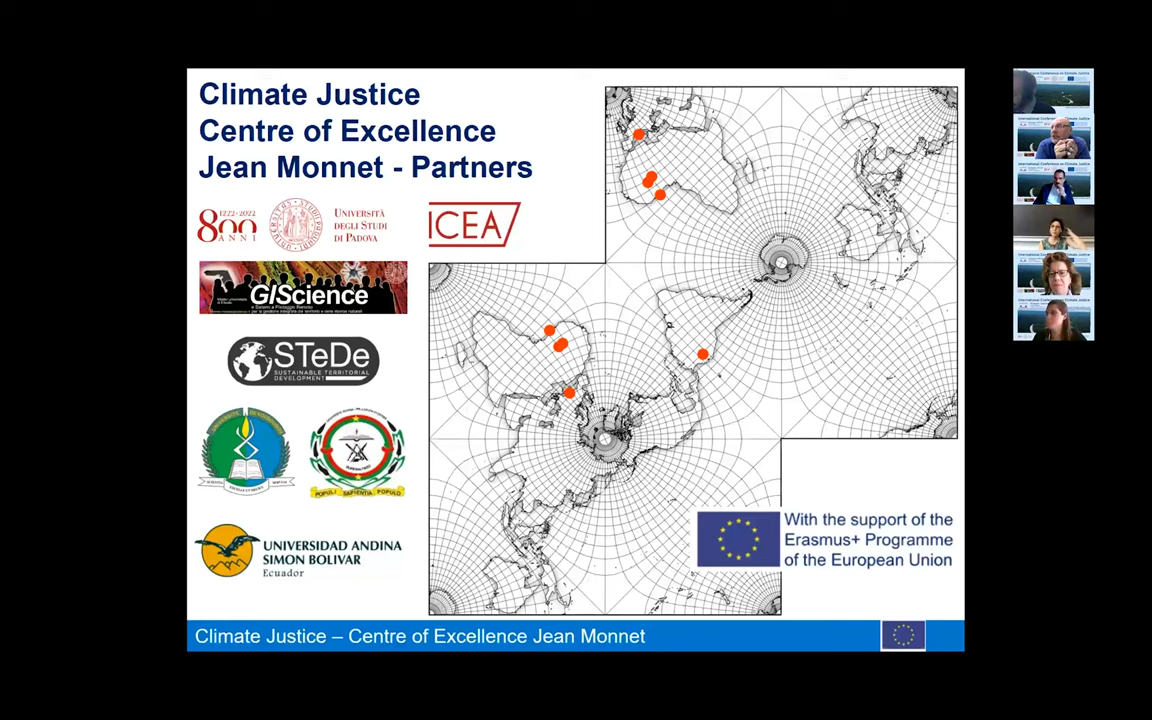 Climate Justice
Centre of Excellence
Jean Monnet - Partners
1222-2022
800
ANNI
UNIVERSITÀ
DEGLI STUDI
DI PADOVA
ICEA
GIScience
STeDe
SUSTAINABLE TERRITORIAL
DEVELOPMENT
POPULI SAPIENTIA POPULO
UNIVERSIDAD ANDINA
SIMON BOLIVAR
Ecuador
With the support of the
Erasmus+ Programme
of the European Union
Climate Justice – Centre of Excellence Jean Monnet